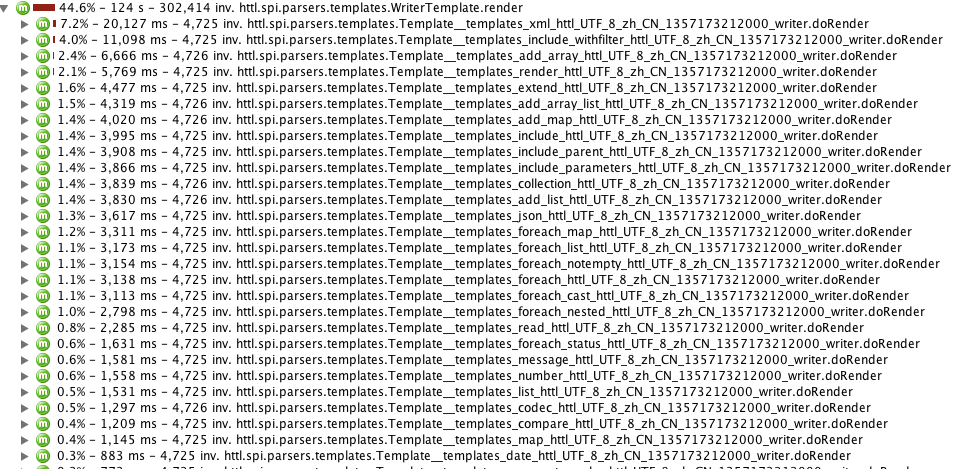 44.6% – 124 s – 302,414 inv. httl.spi.parsers.templates.WriterTemplate.render
7.2% – 20,127 ms – 4,725 inv. httl.spi.parsers.templates.Template__templates_xml_httl_UTF_8_zh_CN_1357173212000_writer.doRender
4.0% – 11,098 ms – 4,725 inv. httl.spi.parsers.templates.Template__templates_include_withfilter_httl_UTF_8_zh_CN_1357173212000_writer.doRender
2.4% – 6,666 ms – 4,726 inv. httl.spi.parsers.templates.Template__templates_add_array_httl_UTF_8_zh_CN_1357173212000_writer.doRender
2.1% – 5,769 ms – 4,725 inv. httl.spi.parsers.templates.Template__templates_render_httl_UTF_8_zh_CN_1357173212000_writer.doRender
1.6% – 4,477 ms – 4,725 inv. httl.spi.parsers.templates.Template__templates_extend_httl_UTF_8_zh_CN_1357173212000_writer.doRender
1.5% – 4,319 ms – 4,726 inv. httl.spi.parsers.templates.Template__templates_add_array_list_httl_UTF_8_zh_CN_1357173212000_writer.doRender
1.4% – 4,020 ms – 4,726 inv. httl.spi.parsers.templates.Template__templates_add_map_httl_UTF_8_zh_CN_1357173212000_writer.doRender
1.4% – 3,995 ms – 4,725 inv. httl.spi.parsers.templates.Template__templates_include_httl_UTF_8_zh_CN_1357173212000_writer.doRender
1.4% – 3,908 ms – 4,725 inv. httl.spi.parsers.templates.Template__templates_include_parent_httl_UTF_8_zh_CN_1357173212000_writer.doRender
1.4% – 3,866 ms – 4,725 inv. httl.spi.parsers.templates.Template__templates_include_parameters_httl_UTF_8_zh_CN_1357173212000_writer.doRender
1.4% – 3,839 ms – 4,726 inv. httl.spi.parsers.templates.Template__templates_collection_httl_UTF_8_zh_CN_1357173212000_writer.doRender
1.4% – 3,830 ms – 4,726 inv. httl.spi.parsers.templates.Template__templates_add_list_httl_UTF_8_zh_CN_1357173212000_writer.doRender
1.3% – 3,617 ms – 4,725 inv. httl.spi.parsers.templates.Template__templates_json_httl_UTF_8_zh_CN_1357173212000_writer.doRender
1.2% – 3,311 ms – 4,725 inv. httl.spi.parsers.templates.Template__templates_foreach_map_httl_UTF_8_zh_CN_1357173212000_writer.doRender
1.1% – 3,173 ms – 4,725 inv. httl.spi.parsers.templates.Template__templates_foreach_list_httl_UTF_8_zh_CN_1357173212000_writer.doRender
1.1% – 3,154 ms – 4,725 inv. httl.spi.parsers.templates.Template__templates_foreach_notempty_httl_UTF_8_zh_CN_1357173212000_writer.doRender
1.1% – 3,138 ms – 4,725 inv. httl.spi.parsers.templates.Template__templates_foreach_httl_UTF_8_zh_CN_1357173212000_writer.doRender
1.1% – 3,113 ms – 4,725 inv. httl.spi.parsers.templates.Template__templates_foreach_cast_httl_UTF_8_zh_CN_1357173212000_writer.doRender
1.0% – 2,798 ms – 4,725 inv. httl.spi.parsers.templates.Template__templates_foreach_nested_httl_UTF_8_zh_CN_1357173212000_writer.doRender
0.8% – 2,285 ms – 4,725 inv. httl.spi.parsers.templates.Template__templates_read_httl_UTF_8_zh_CN_1357173212000_writer.doRender
0.6% – 1,631 ms – 4,725 inv. httl.spi.parsers.templates.Template__templates_foreach_status_httl_UTF_8_zh_CN_1357173212000_writer.doRender
0.6% – 1,581 ms – 4,725 inv. httl.spi.parsers.templates.Template__templates_message_httl_UTF_8_zh_CN_1357173212000_writer.doRender
0.6% – 1,558 ms – 4,725 inv. httl.spi.parsers.templates.Template__templates_number_httl_UTF_8_zh_CN_1357173212000_writer.doRender
0.5% – 1,531 ms – 4,725 inv. httl.spi.parsers.templates.Template__templates_list_httl_UTF_8_zh_CN_1357173212000_writer.doRender
0.5% – 1,297 ms – 4,726 inv. httl.spi.parsers.templates.Template__templates_codec_httl_UTF_8_zh_CN_1357173212000_writer.doRender
0.4% – 1,209 ms – 4,725 inv. httl.spi.parsers.templates.Template__templates_compare_httl_UTF_8_zh_CN_1357173212000_writer.doRender
0.4% – 1,145 ms – 4,725 inv. httl.spi.parsers.templates.Template__templates_map_httl_UTF_8_zh_CN_1357173212000_writer.doRender
0.3% – 883 ms – 4,725 inv. httl.spi.parsers.templates.Template__templates_date_httl_UTF_8_zh_CN_1357173212000_writer.doRender